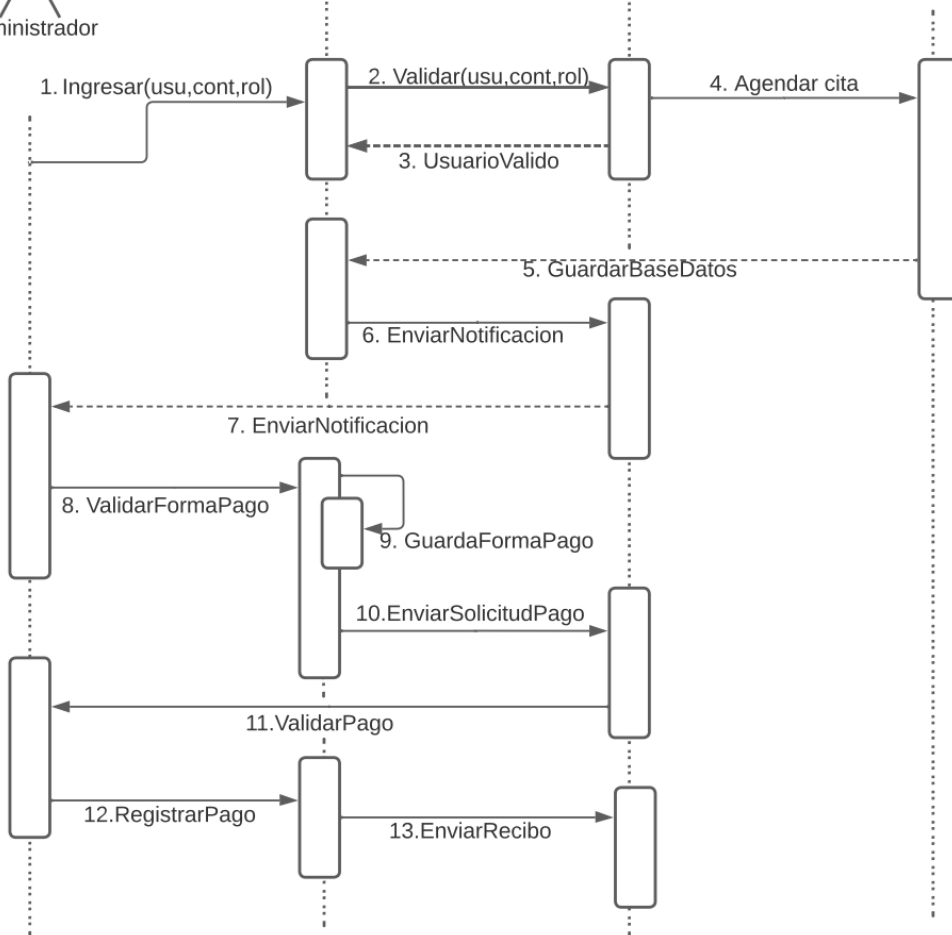 ministrador
1. Ingresar(usu,cont,rol)
2. Validar(usu,cont,rol)
4. Agendar cita
3. UsuarioValido
5. GuardarBaseDatos
6. EnviarNotificacion
7. EnviarNotificacion
8. ValidarFormaPago
9. GuardaFormaPago
10.EnviarSolicitudPago
11.ValidarPago
12.RegistrarPago
13.EnviarRecibo